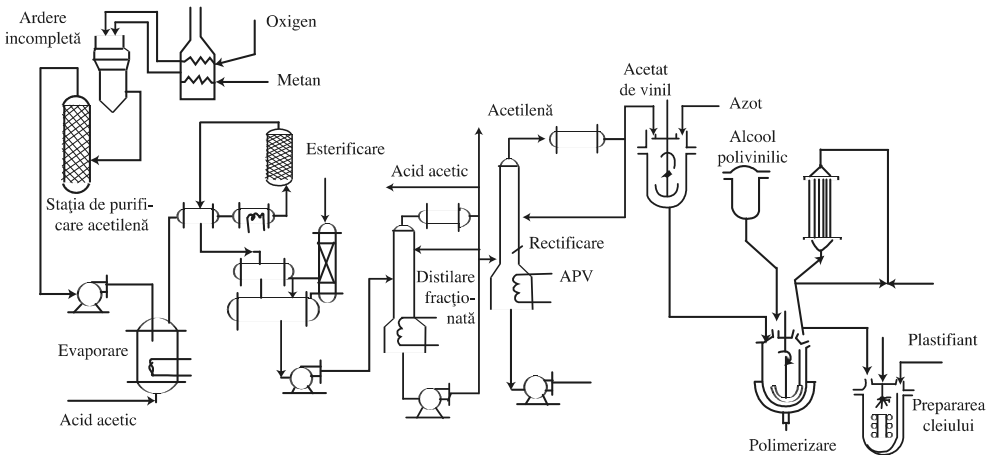 Ardere
incompletă
Oxigen
Metan
Acetat
de vinil
Azot
Acetilenă
Alcool
polivinilic
Esterificare
Acid acetic
Stația de purifi-
care acetilenă
Rectificare
APV
Distilare
fracțio-
nată
Evaporare
Acid acetic
Plastifiant
Prepararea
cleiului
Polimerizare